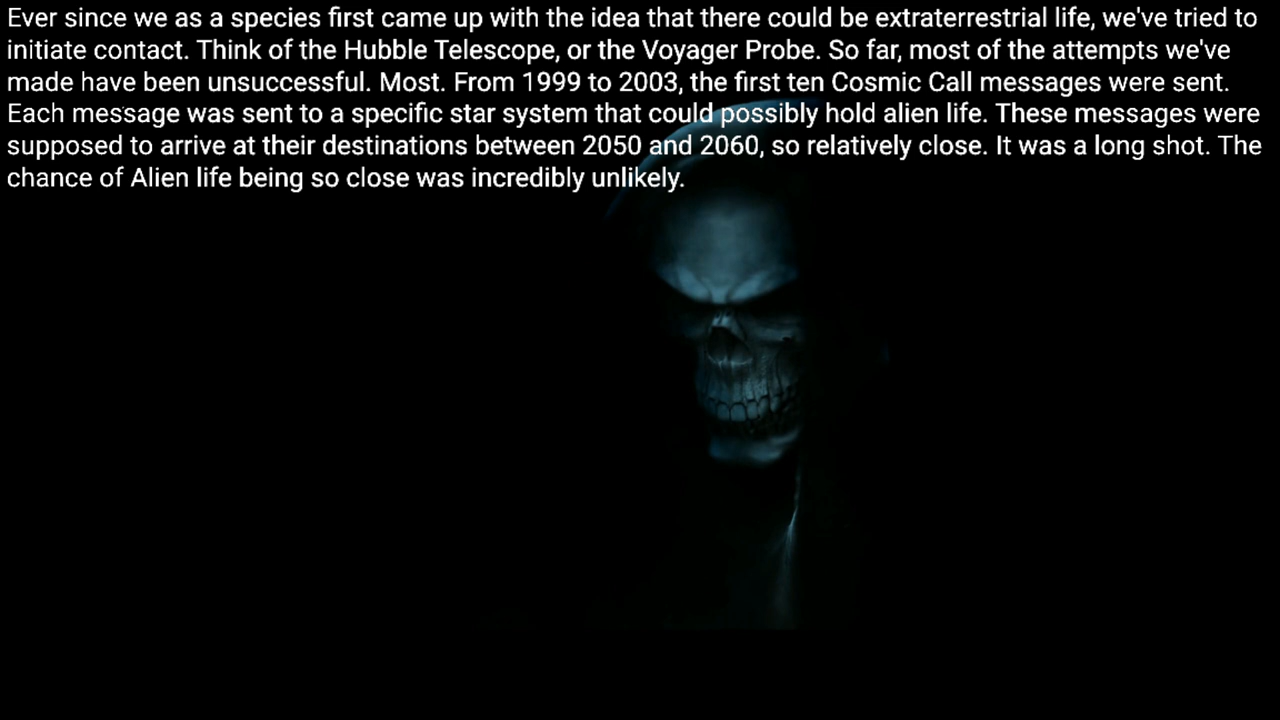 Ever since we as a species first came up with the idea that there could be extraterrestrial life, we've tried to
initiate contact. Think of the Hubble Telescope, or the Voyager Probe. So far, most of the attempts we've
made have been unsuccessful. Most. From 1999 to 2003, the first ten Cosmic Call messages were sent.
Each message was sent to a specific star system that could possibly hold alien life. These messages were
supposed to arrive at their destinations between 2050 and 2060, so relatively close. It was a long shot. The
chance of Alien life being so close was incredibly unlikely.